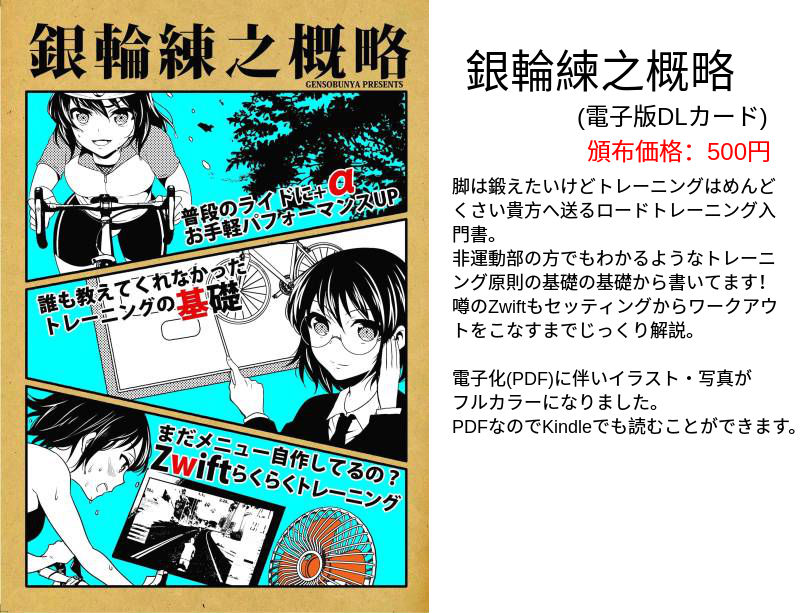 銀輪練之概略
GENSOBUNYA PRESENTS
普段のライドに+α
お手軽パフォーマンスUP
誰も教えてくれなかった
トレーニングの基礎
まだメニュー自作してるの？
Zwiftらくらくトレーニング
銀輪練之概略
(電子版DLカード)
頒布価格：500円
脚は鍛えたいけどトレーニングはめんど
くさい貴方へ送るロードトレーニング入
門書。
非運動部の方でもわかるようなトレーニ
ング原則の基礎の基礎から書いてます!
噂のZwiftもセッティングからワークアウ
トをこなすまでじっくり解説。
電子化(PDF)に伴いイラスト・写真が
フルカラーになりました。
PDFなのでKindleでも読むことができます。